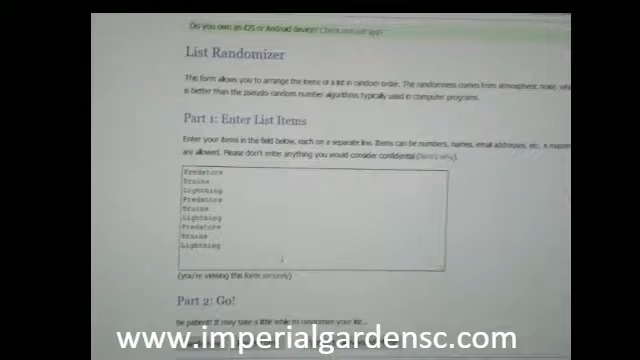 Do you own an iOS or Android device? Check out our app!
List Randomizer
This form allows you to arrange the items of a list in random order. The randomness comes from atmospheric noise, which
is better than the pseudo-random number algorithms typically used in computer programs.
Part 1: Enter List Items
Enter your items in the field below, each on a separate line. Items can be numbers, names, email addresses, etc. A maximum
are allowed. Please don't enter anything you would consider confidential (here's why).
Predators
Bruins
Lightning
Predators
Bruins
Lightning
Predators
Bruins
Lightning
(you're viewing this form securely)
Part 2: Go!
Be patient! It may take a little while to randomize your list...
www.imperialgardensc.com